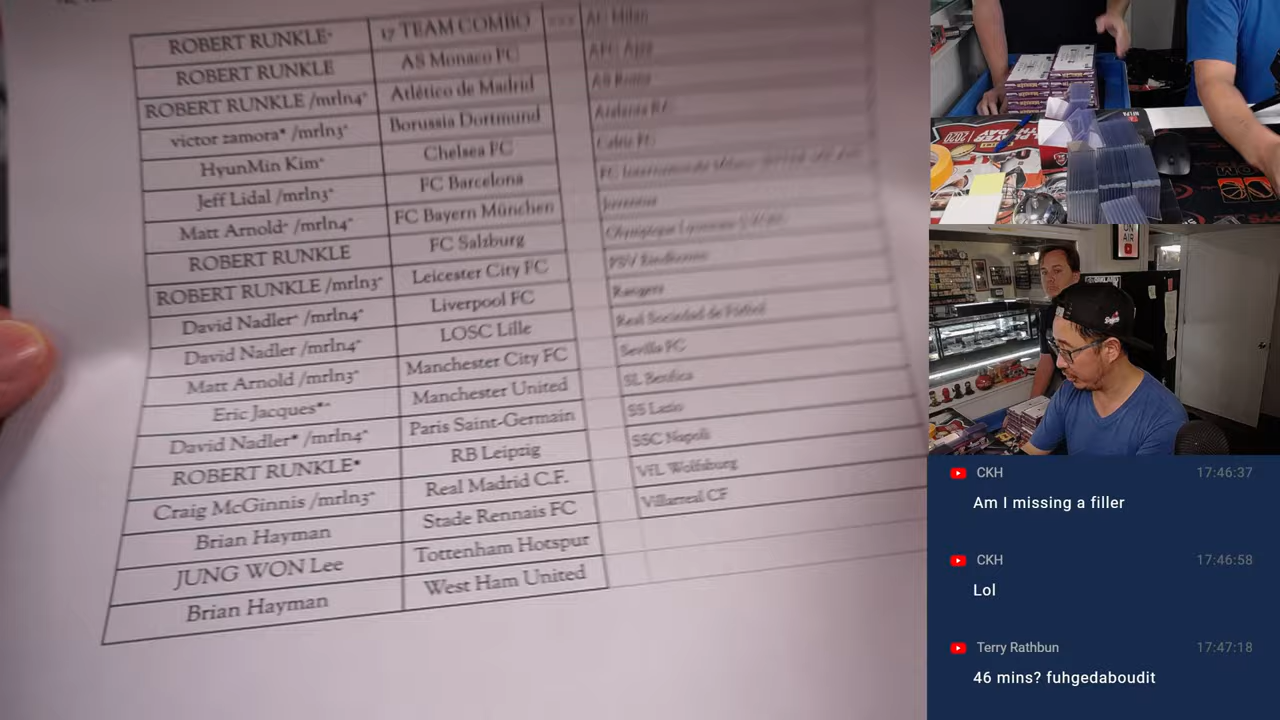 ROBERT RUNKLE* 17 TEAM COMBO === AC Milan
ROBERT RUNKLE AS Monaco FC AFC Ajax
ROBERT RUNKLE /mrln4* Atlético de Madrid AS Roma
victor zamora* /mrln3* Borussia Dortmund
HyunMin Kim* Chelsea FC
Jeff Lidal /mrln3* FC Barcelona
Matt Arnold* /mrln4* FC Bayern München Juventus
ROBERT RUNKLE FC Salzburg
ROBERT RUNKLE /mrln3* Leicester City FC PSV Eindhoven
David Nadler* /mrln4* Liverpool FC Rangers
David Nadler /mrln4* LOSC Lille Real Sociedad de Fútbol
Matt Arnold /mrln3* Manchester City FC Sevilla FC
Eric Jacques** Manchester United SL Benfica
David Nadler* /mrln4* Paris Saint-Germain SS Lazio
ROBERT RUNKLE* RB Leipzig SSC Napoli
Craig McGinnis /mrln3* Real Madrid C.F. VfL Wolfsburg
Brian Hayman Stade Rennais FC Villarreal CF
JUNG WON Lee Tottenham Hotspur
Brian Hayman West Ham United
ON
AIR
CKH 17:46:37
Am I missing a filler
CKH 17:46:58
Lol
Terry Rathbun 17:47:18
46 mins? fuhgedaboudit